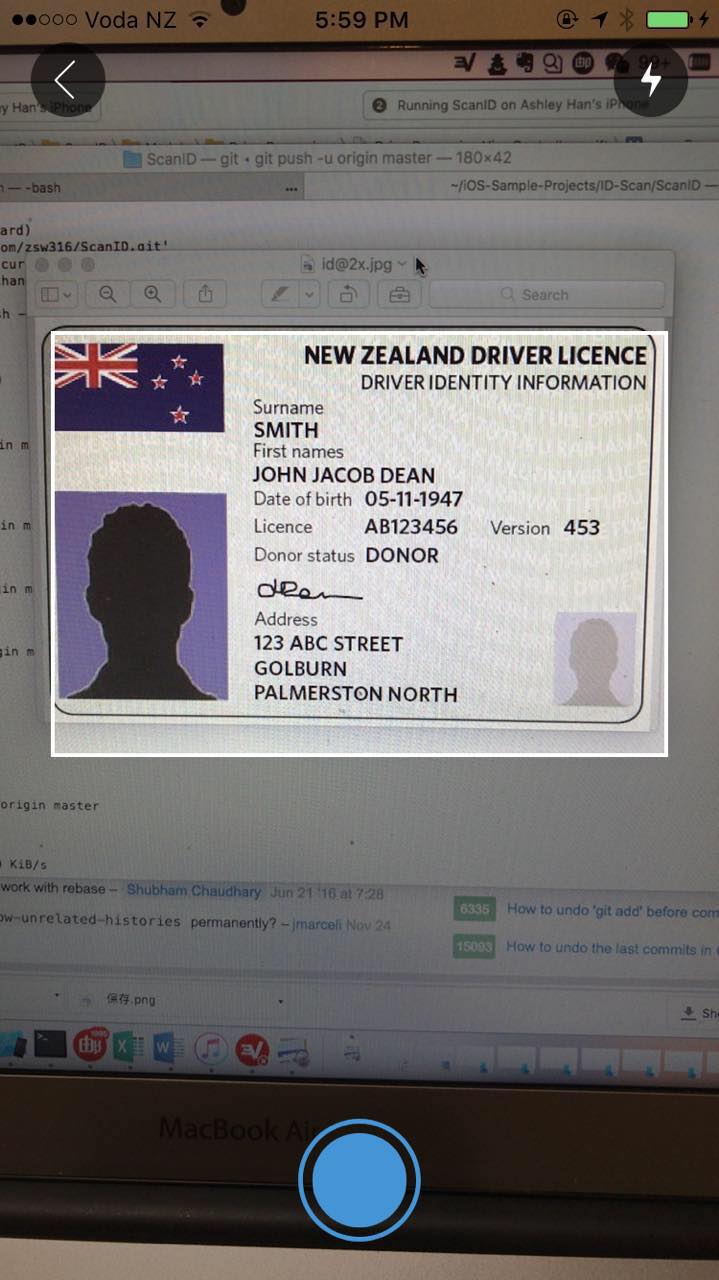 Voda NZ 5:59 PM
99+
y Han's iPhone
2 Running ScanID on Ashley Han's iPhone
ScanID — git • git push -u origin master — 180×42
— -bash ... ~/iOS-Sample-Projects/ID-Scan/ScanID —
ard)
om/zsw316/ScanID.git'
cur
han
id@2x.jpg
Search
NEW ZEALAND DRIVER LICENCE
DRIVER IDENTITY INFORMATION
Surname
SMITH
First names
JOHN JACOB DEAN
Date of birth 05-11-1947
Licence AB123456 Version 453
Donor status DONOR
Address
123 ABC STREET
GOLBURN
PALMERSTON NORTH
in m
in m
in m
gin m
origin master
KiB/s
work with rebase – Shubham Chaudhary Jun 21 '16 at 7:28
ow-unrelated-histories permanently? – jmarceli Nov 24
6335 How to undo 'git add' before com
15093 How to undo the last commits in
保存.png
Sh
MacBook Air